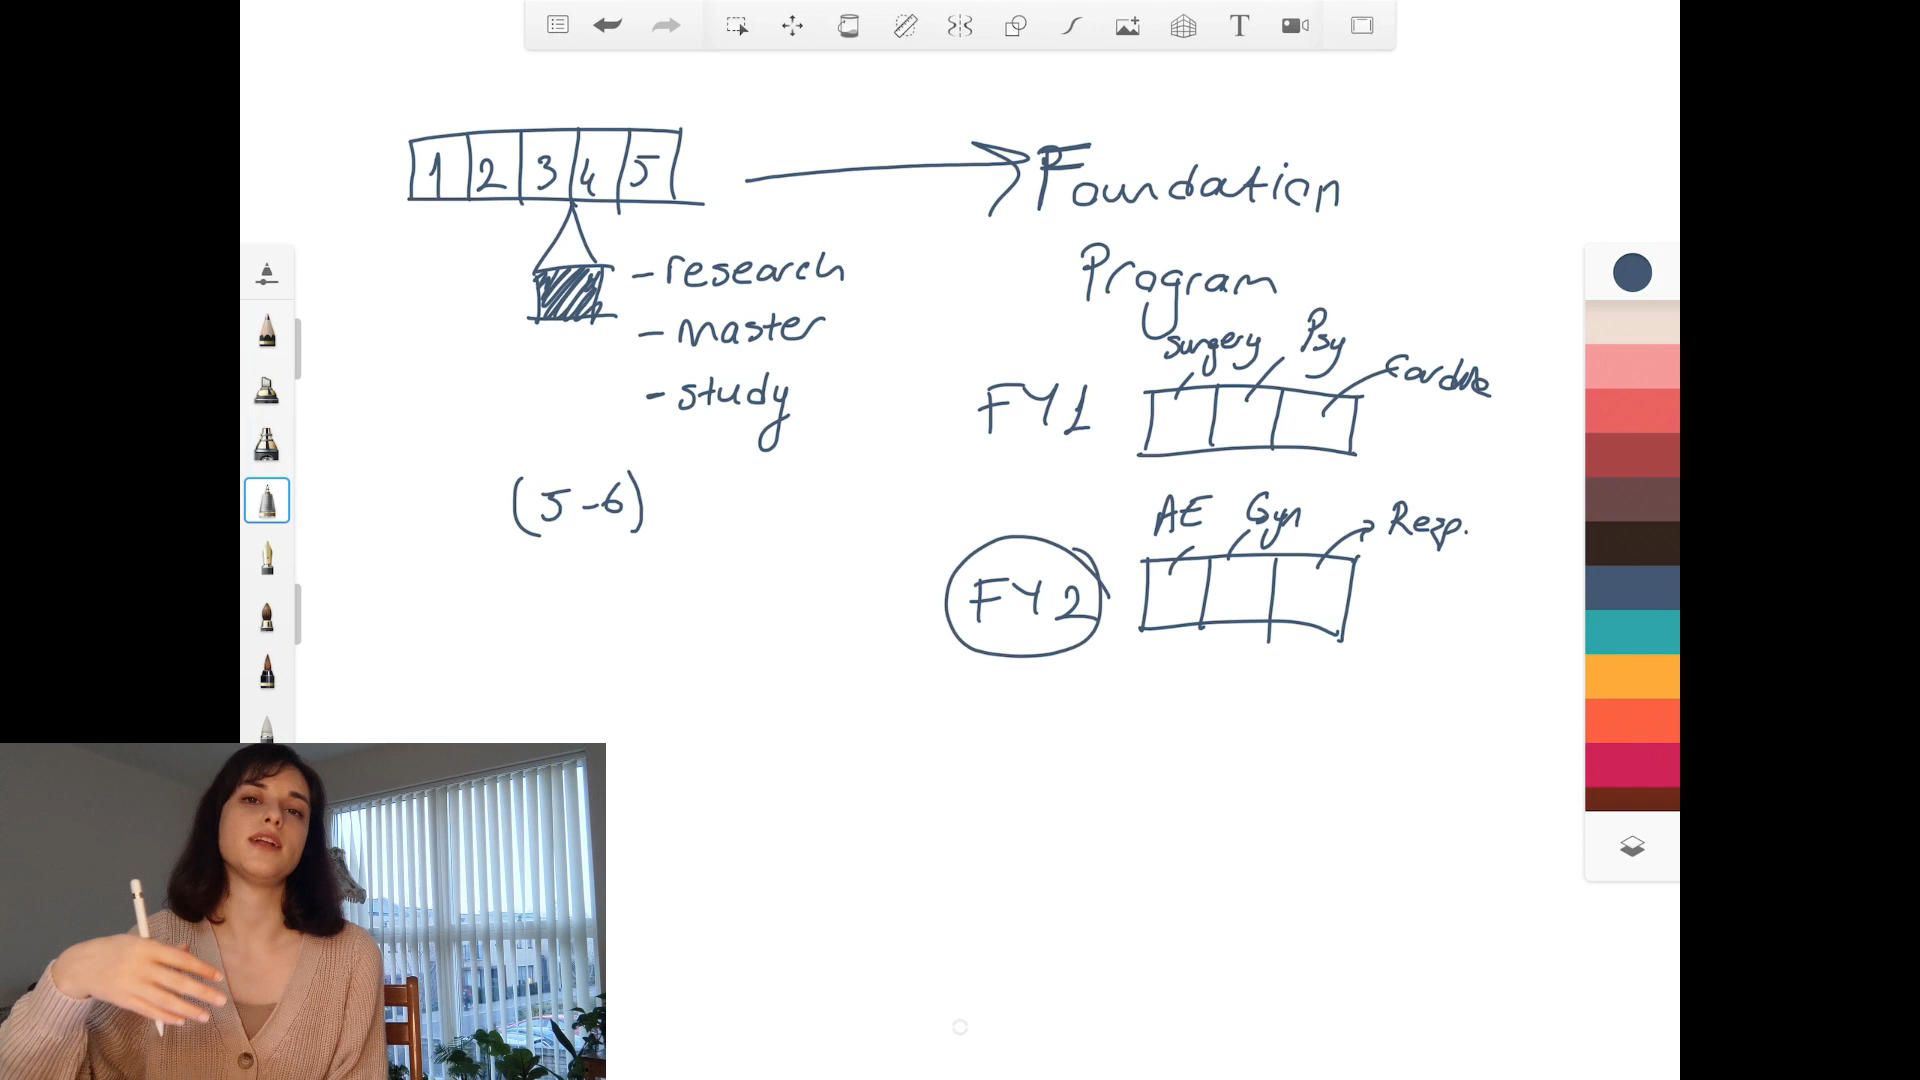 1 2 3 4 5
Foundation
Program
- research
- master
- study
(5-6)
surgery Psy Cardio
FY1
AE Gyn Resp.
FY2
T